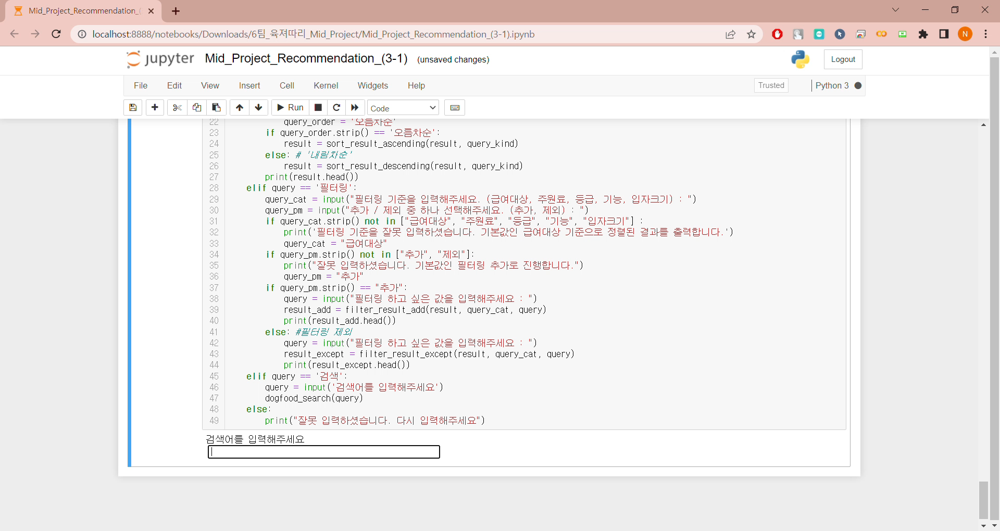 Mid_Project_Recommendation_(
localhost:8888/notebooks/Downloads/6팀_육져따리_Mid_Project/Mid_Project_Recommendation_(3-1).ipynb
N
jupyter Mid_Project_Recommendation_(3-1) (unsaved changes)
Logout
File Edit View Insert Cell Kernel Widgets Help
Trusted
Python 3
Run
Code
22 query_order = '오름차순'
23 if query_order.strip() == '오름차순':
24 result = sort_result_ascending(result, query_kind)
25 else: # '내림차순'
26 result = sort_result_descending(result, query_kind)
27 print(result.head())
28 elif query == '필터링':
29 query_cat = input("필터링 기준을 입력해주세요. (급여대상, 주원료, 등급, 기능, 입자크기) : ")
30 query_pm = input("추가 / 제외 중 하나 선택해주세요. (추가, 제외) : ")
31 if query_cat.strip() not in ["급여대상", "주원료", "등급", "기능", "입자크기"] :
32 print('필터링 기준을 잘못 입력하셨습니다. 기본값인 급여대상 기준으로 정렬된 결과를 출력합니다.')
33 query_cat = "급여대상"
34 if query_pm.strip() not in ["추가", "제외"]:
35 print("잘못 입력하셨습니다. 기본값인 필터링 추가로 진행합니다.")
36 query_pm = "추가"
37 if query_pm.strip() == "추가":
38 query = input("필터링 하고 싶은 값을 입력해주세요 : ")
39 result_add = filter_result_add(result, query_cat, query)
40 print(result_add.head())
41 else: #필터링 제외
42 query = input("필터링 하고 싶은 값을 입력해주세요 : ")
43 result_except = filter_result_except(result, query_cat, query)
44 print(result_except.head())
45 elif query == '검색':
46 query = input('검색어를 입력해주세요')
47 dogfood_search(query)
48 else:
49 print("잘못 입력하셨습니다. 다시 입력해주세요")
검색어를 입력해주세요